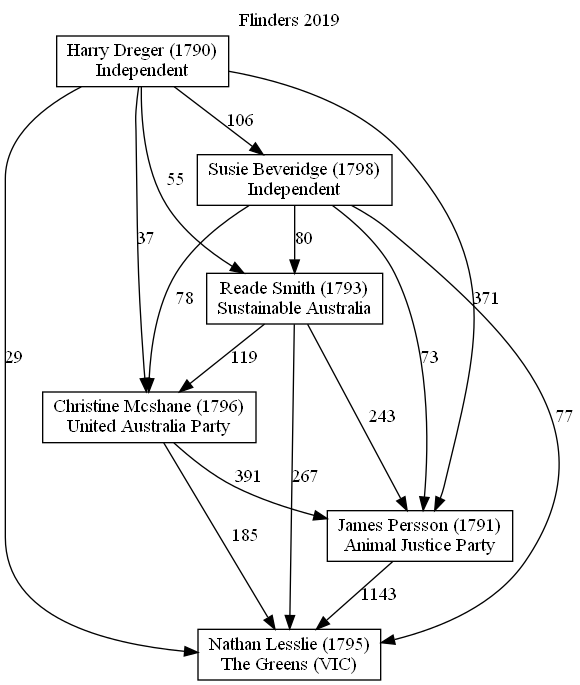 Flinders 2019
Harry Dreger (1790)
Independent
106
Susie Beveridge (1798)
Independent
55
37
80
Reade Smith (1793)
Sustainable Australia
78
371
29
119
73
Christine Mcshane (1796)
United Australia Party
243
77
391
267
James Persson (1791)
Animal Justice Party
185
1143
Nathan Lesslie (1795)
The Greens (VIC)